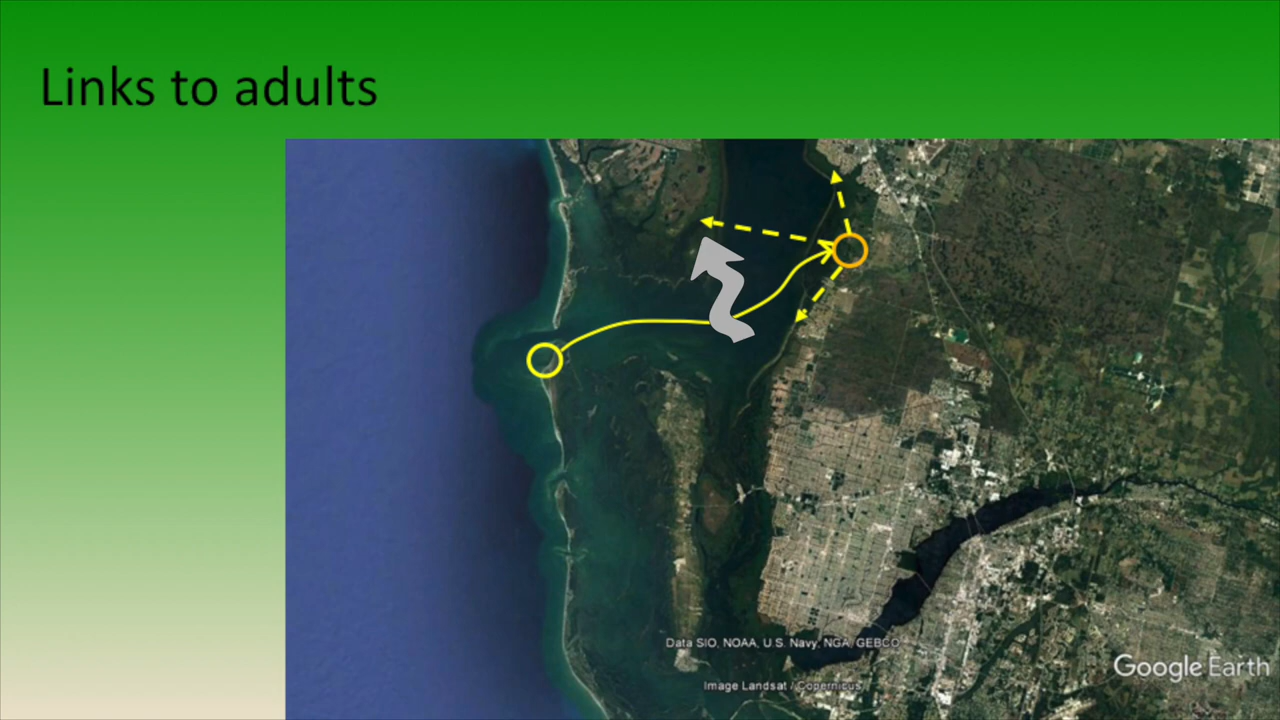 Links to adults
Data SIO, NOAA, U.S. Navy, NGA, GEBCO
Google Earth
Image Landsat / Copernicus